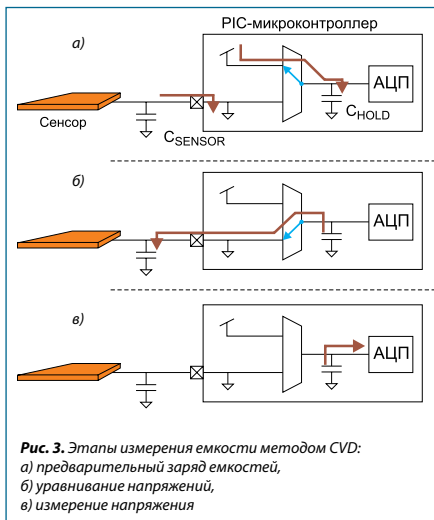 PIC-микроконтроллер
а)
АЦП
Сенсор
CSENSOR
CHOLD
б)
АЦП
в)
АЦП
Рис. 3. Этапы измерения емкости методом CVD:
а) предварительный заряд емкостей,
б) уравнивание напряжений,
в) измерение напряжения